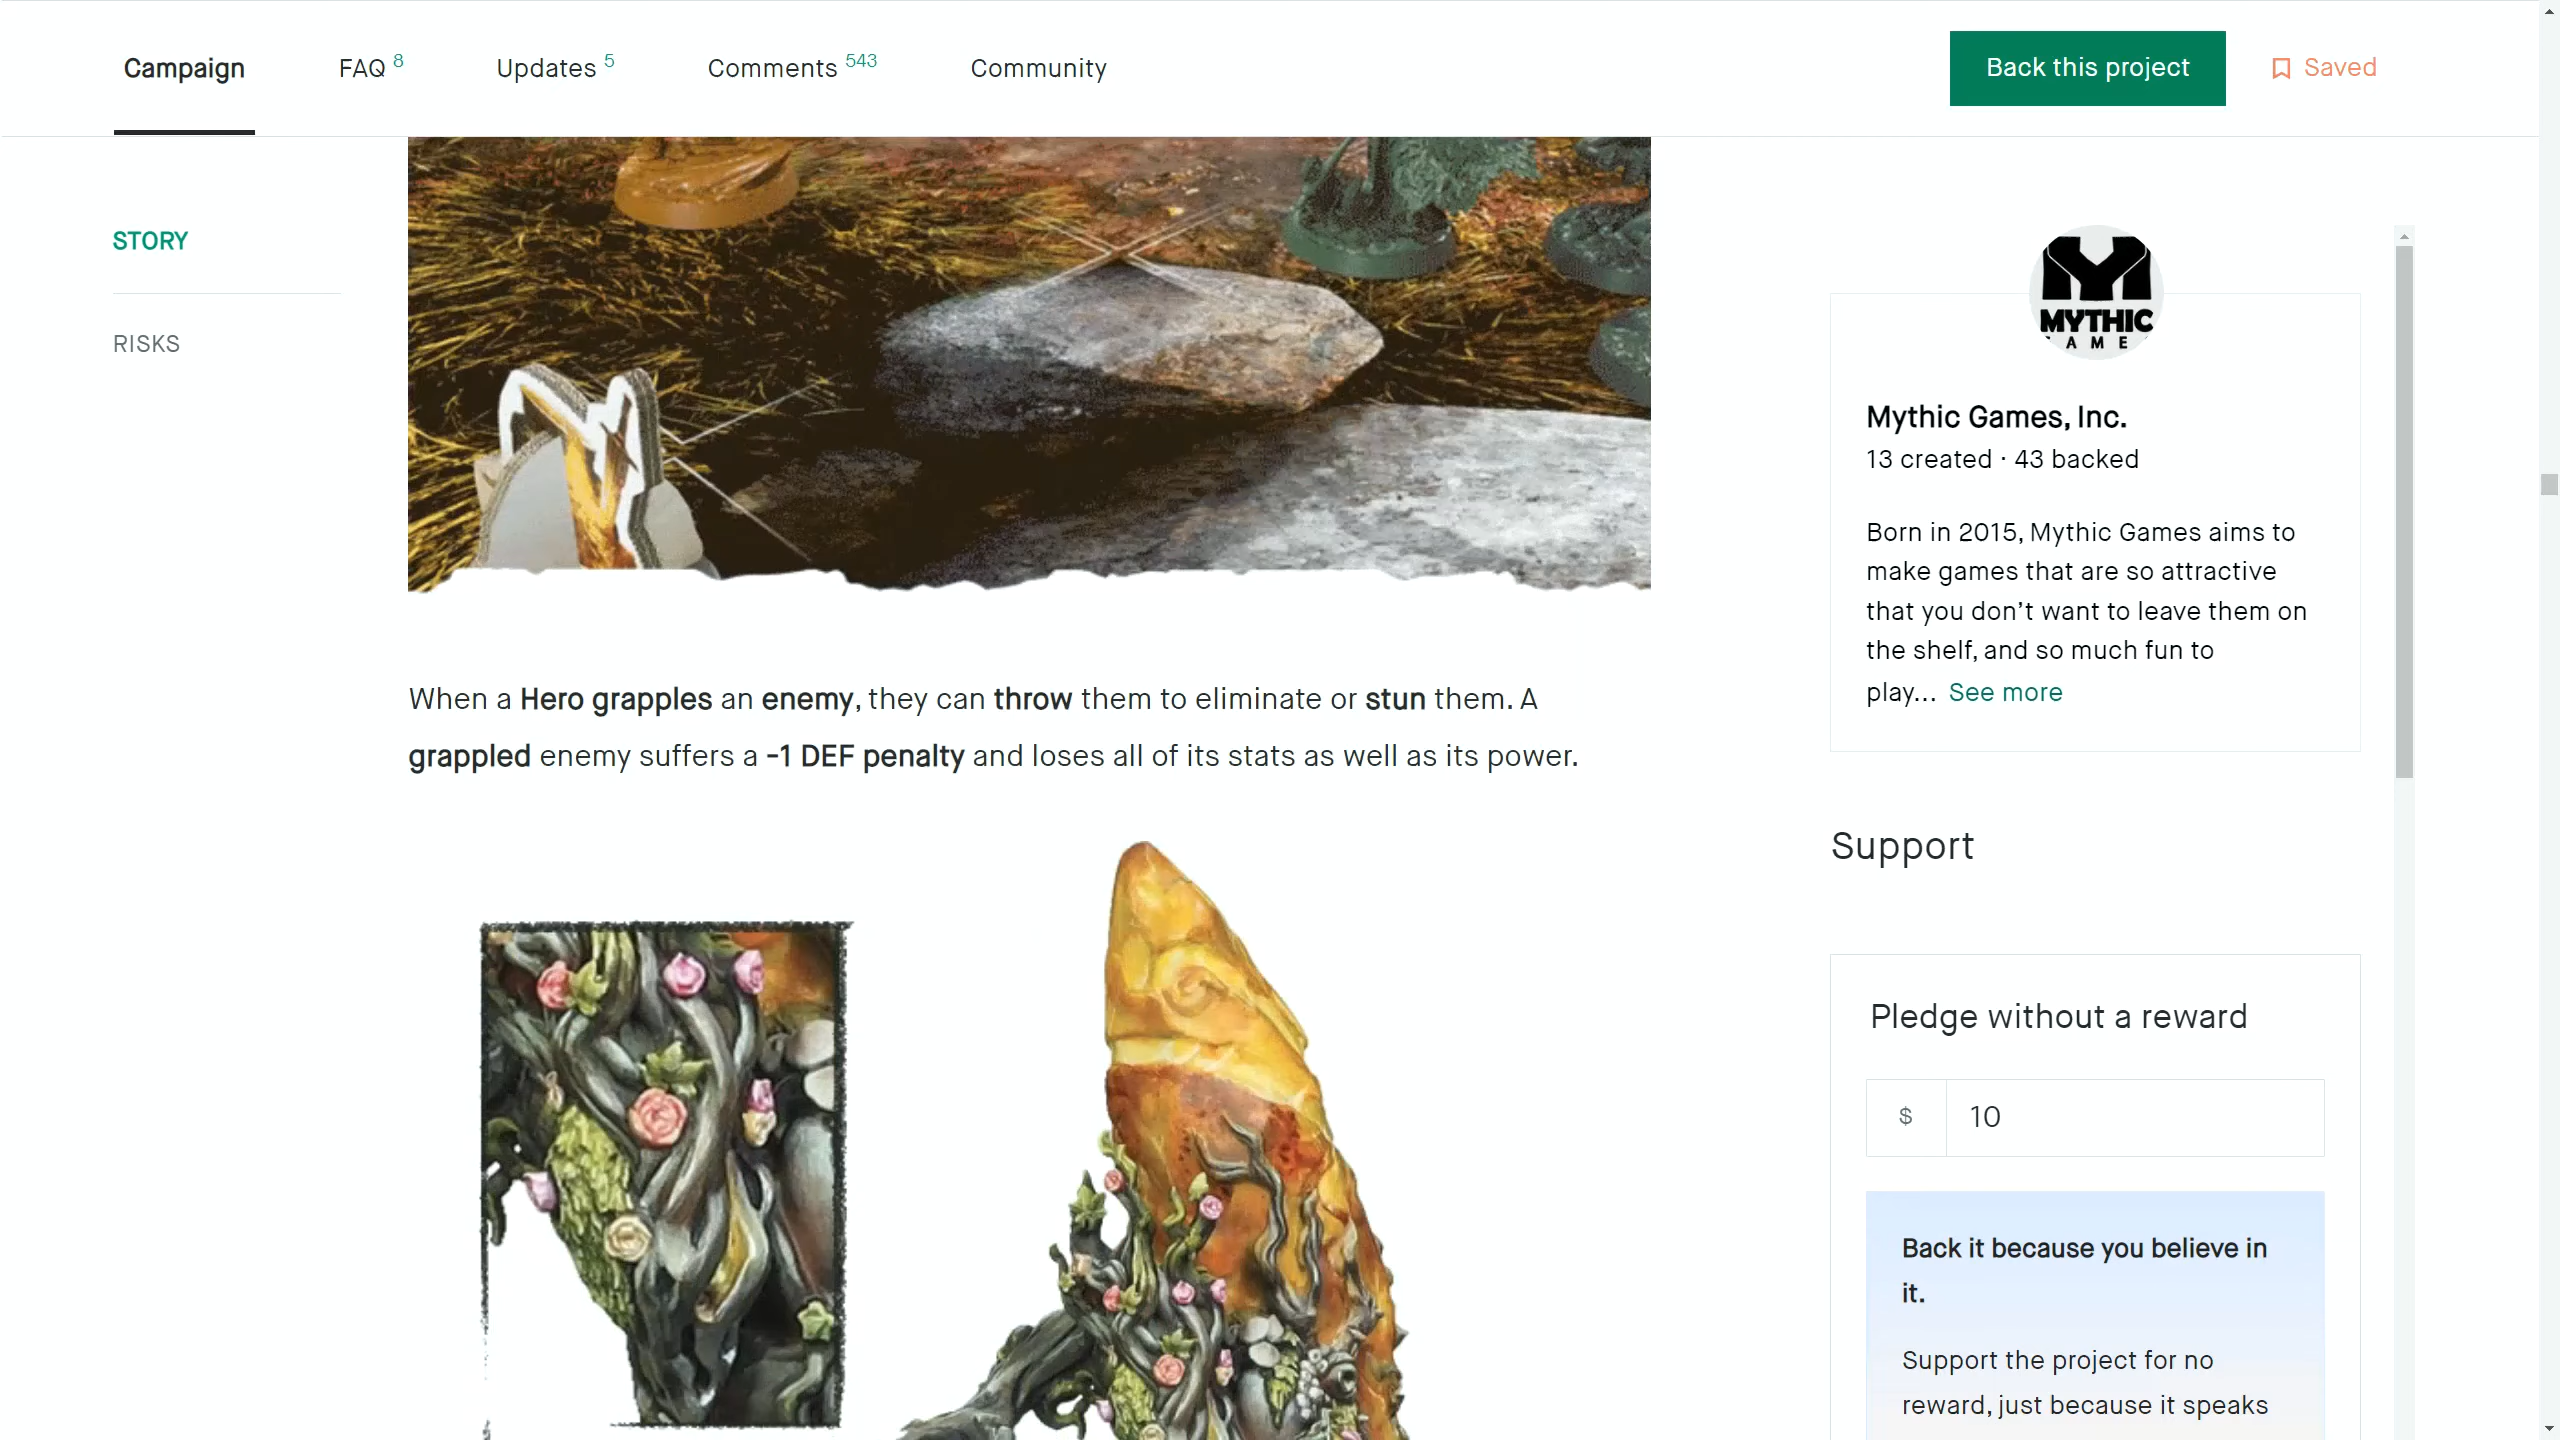 Campaign
FAQ 8
Updates 5
Comments 543
Community
Back this project
Saved
STORY
RISKS
When a Hero grapples an enemy, they can throw them to eliminate or stun them. A
grappled enemy suffers a -1 DEF penalty and loses all of its stats as well as its power.
MYTHIC
AME
Mythic Games, Inc.
13 created · 43 backed
Born in 2015, Mythic Games aims to
make games that are so attractive
that you don’t want to leave them on
the shelf, and so much fun to
play... See more
Support
Pledge without a reward
$ 10
Back it because you believe in
it.
Support the project for no
reward, just because it speaks